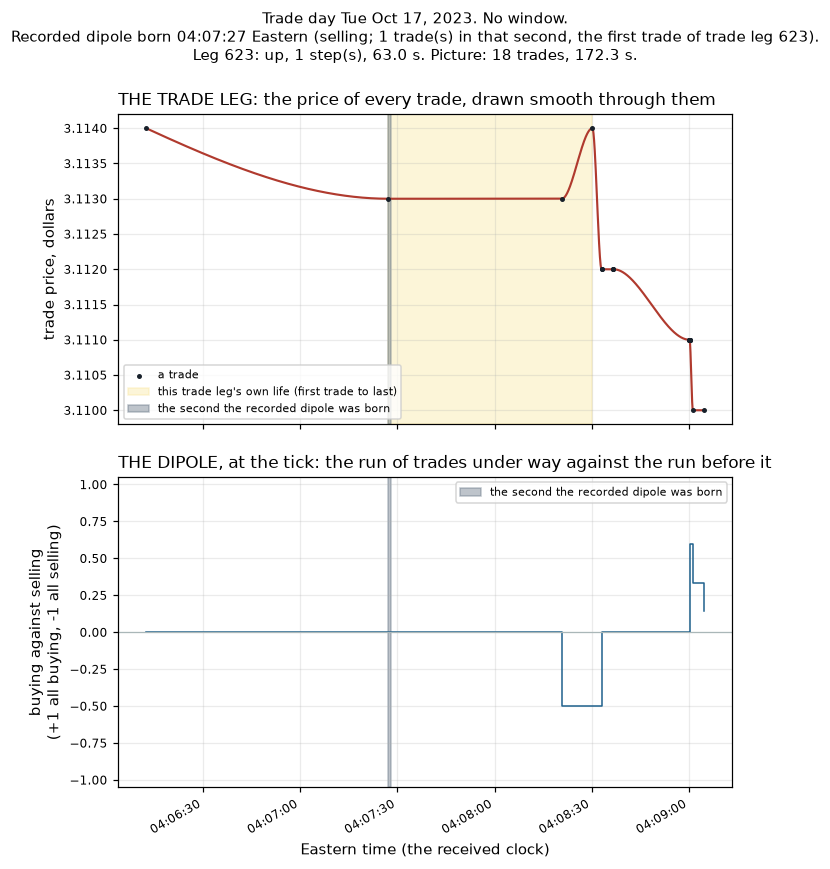 Trade day Tue Oct 17, 2023. No window.
Recorded dipole born 04:07:27 Eastern (selling; 1 trade(s) in that second, the first trade of trade leg 623).
Leg 623: up, 1 step(s), 63.0 s. Picture: 18 trades, 172.3 s.
THE TRADE LEG: the price of every trade, drawn smooth through them
trade price, dollars
3.1140
3.1135
3.1130
3.1125
3.1120
3.1115
3.1110
3.1105
3.1100
a trade
this trade leg's own life (first trade to last)
the second the recorded dipole was born
THE DIPOLE, at the tick: the run of trades under way against the run before it
buying against selling
(+1 all buying, -1 all selling)
1.00
0.75
0.50
0.25
0.00
−0.25
−0.50
−0.75
−1.00
the second the recorded dipole was born
04:06:30
04:07:00
04:07:30
04:08:00
04:08:30
04:09:00
Eastern time (the received clock)